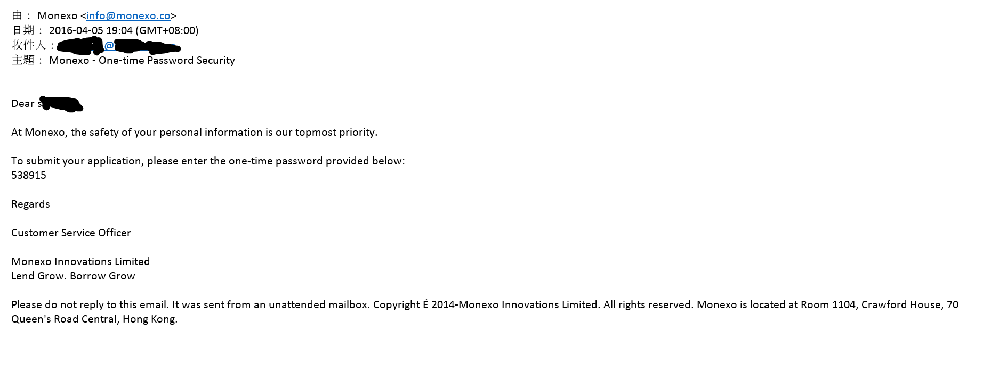 由： Monexo <info@monexo.co>
日期： 2016-04-05 19:04 (GMT+08:00)
收件人： @
主題： Monexo - One-time Password Security
Dear s
At Monexo, the safety of your personal information is our topmost priority.
To submit your application, please enter the one-time password provided below:
538915
Regards
Customer Service Officer
Monexo Innovations Limited
Lend Grow. Borrow Grow
Please do not reply to this email. It was sent from an unattended mailbox. Copyright É 2014-Monexo Innovations Limited. All rights reserved. Monexo is located at Room 1104, Crawford House, 70
Queen's Road Central, Hong Kong.